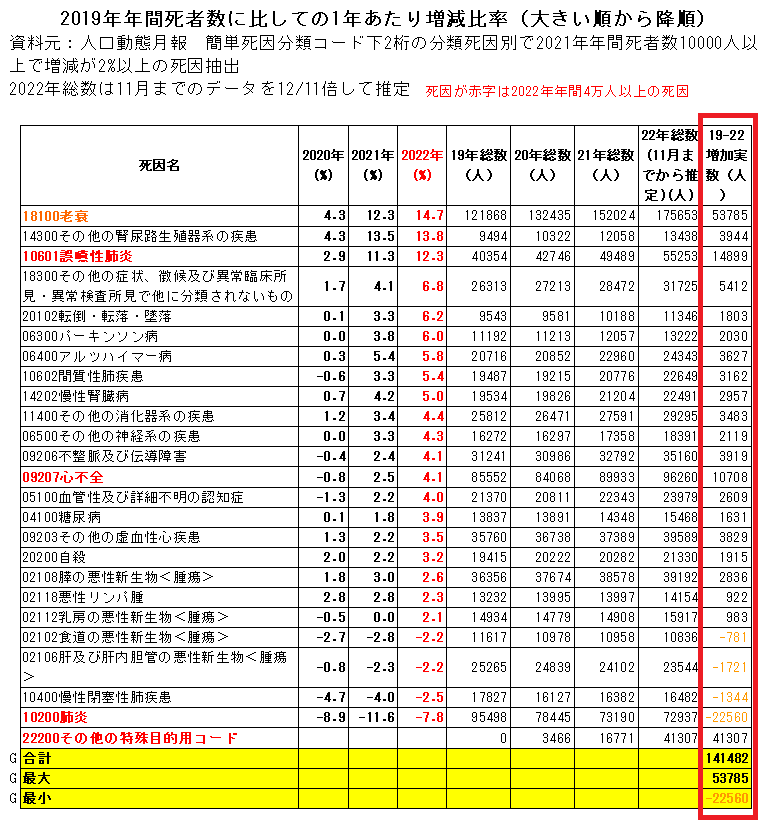 2019年年間死者数に比しての1年あたり増減比率（大きい順から降順）
資料元：人口動態月報　簡単死因分類コード下2桁の分類死因別で2021年年間死者数10000人以
上で増減が2%以上の死因抽出
2022年総数は11月までのデータを12/11倍して推定　死因が赤字は2022年年間4万人以上の死因
死因名 2020年(%) 2021年(%) 2022年(%) 19年総数(人) 20年総数(人) 21年総数(人) 22年総数(11月までから推定)(人) 19-22増加実数（人）
18100老衰 4.3 12.3 14.7 121868 132435 152024 175653 53785
14300その他の腎尿路生殖器系の疾患 4.3 13.5 13.8 9494 10322 12058 13438 3944
10601誤嚥性肺炎 2.9 11.3 12.3 40354 42746 49489 55253 14899
18300その他の症状、徴候及び異常臨床所
見・異常検査所見で他に分類されないもの 1.7 4.1 6.8 26313 27213 28472 31725 5412
20102転倒・転落・墜落 0.1 3.3 6.2 9543 9581 10188 11346 1803
06300パーキンソン病 0.0 3.8 6.0 11192 11213 12057 13222 2030
06400アルツハイマー病 0.3 5.4 5.8 20716 20852 22960 24343 3627
10602間質性肺疾患 -0.6 3.3 5.4 19487 19215 20776 22649 3162
14202慢性腎臓病 0.7 4.2 5.0 19534 19826 21204 22491 2957
11400その他の消化器系の疾患 1.2 3.4 4.4 25812 26471 27591 29295 3483
06500その他の神経系の疾患 0.0 3.3 4.3 16272 16297 17358 18391 2119
09206不整脈及び伝導障害 -0.4 2.4 4.1 31241 30986 32792 35160 3919
09207心不全 -0.8 2.5 4.1 85552 84068 89933 96260 10708
05100血管性及び詳細不明の認知症 -1.3 2.2 4.0 21370 20811 22343 23979 2609
04100糖尿病 0.1 1.8 3.9 13837 13891 14348 15468 1631
09203その他の虚血性心疾患 1.3 2.2 3.5 35760 36738 37389 39589 3829
20200自殺 2.0 2.2 3.2 19415 20222 20282 21330 1915
02108膵の悪性新生物＜腫瘍＞ 1.8 3.0 2.6 36356 37674 38578 39192 2836
02118悪性リンパ腫 2.8 2.8 2.3 13232 13995 13997 14154 922
02112乳房の悪性新生物＜腫瘍＞ -0.5 0.0 2.1 14934 14779 14908 15917 983
02102食道の悪性新生物＜腫瘍＞ -2.7 -2.8 -2.2 11617 10978 10958 10836 -781
02106肝及び肝内胆管の悪性新生物＜腫瘍
＞ -0.8 -2.3 -2.2 25265 24839 24102 23544 -1721
10400慢性閉塞性肺疾患 -4.7 -4.0 -2.5 17827 16127 16382 16482 -1344
10200肺炎 -8.9 -11.6 -7.8 95498 78445 73190 72937 -22560
22200その他の特殊目的用コード 0 3466 16771 41307 41307
G 合計 141482
G 最大 53785
G 最小 -22560